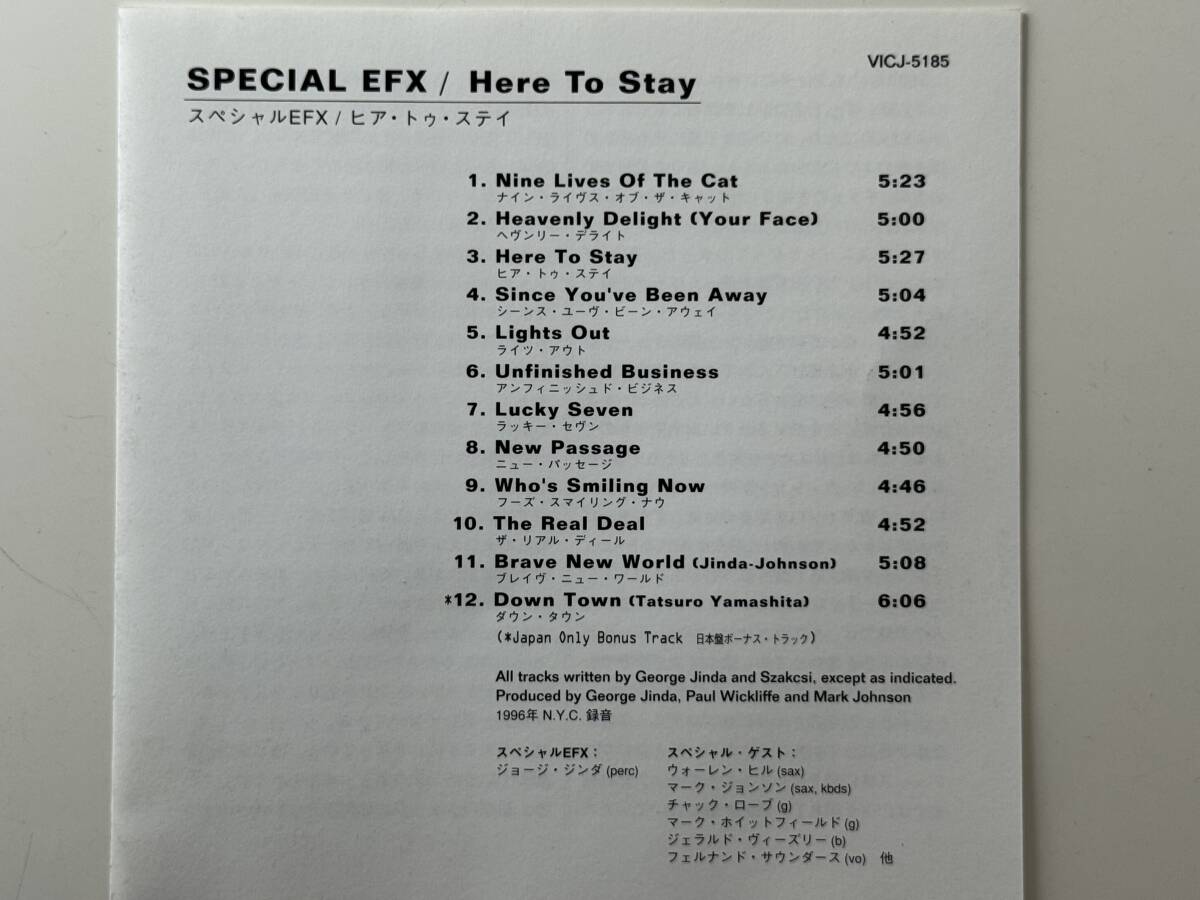 VICJ-5185
SPECIAL EFX / Here To Stay
スペシャルEFX / ヒア・トゥ・ステイ
1. Nine Lives Of The Cat 5:23
ナイン・ライヴス・オブ・ザ・キャット
2. Heavenly Delight (Your Face) 5:00
ヘヴンリー・デライト
3. Here To Stay 5:27
ヒア・トゥ・ステイ
4. Since You've Been Away 5:04
シーンス・ユーヴ・ビーン・アウェイ
5. Lights Out 4:52
ライツ・アウト
6. Unfinished Business 5:01
アンフィニッシュド・ビジネス
7. Lucky Seven 4:56
ラッキー・セヴン
8. New Passage 4:50
ニュー・パッセージ
9. Who's Smiling Now 4:46
フーズ・スマイリング・ナウ
10. The Real Deal 4:52
ザ・リアル・ディール
11. Brave New World (Jinda-Johnson) 5:08
ブレイヴ・ニュー・ワールド
*12. Down Town (Tatsuro Yamashita) 6:06
ダウン・タウン
(*Japan Only Bonus Track 日本盤ボーナス・トラック)
All tracks written by George Jinda and Szakcsi, except as indicated.
Produced by George Jinda, Paul Wickliffe and Mark Johnson
1996年 N.Y.C. 録音
スペシャルEFX：
ジョージ・ジンダ (perc)
スペシャル・ゲスト：
ウォーレン・ヒル (sax)
マーク・ジョンソン (sax, kbds)
チャック・ローブ (g)
マーク・ホイットフィールド (g)
ジェラルド・ヴィーズリー (b)
フェルナンド・サウンダース (vo) 他